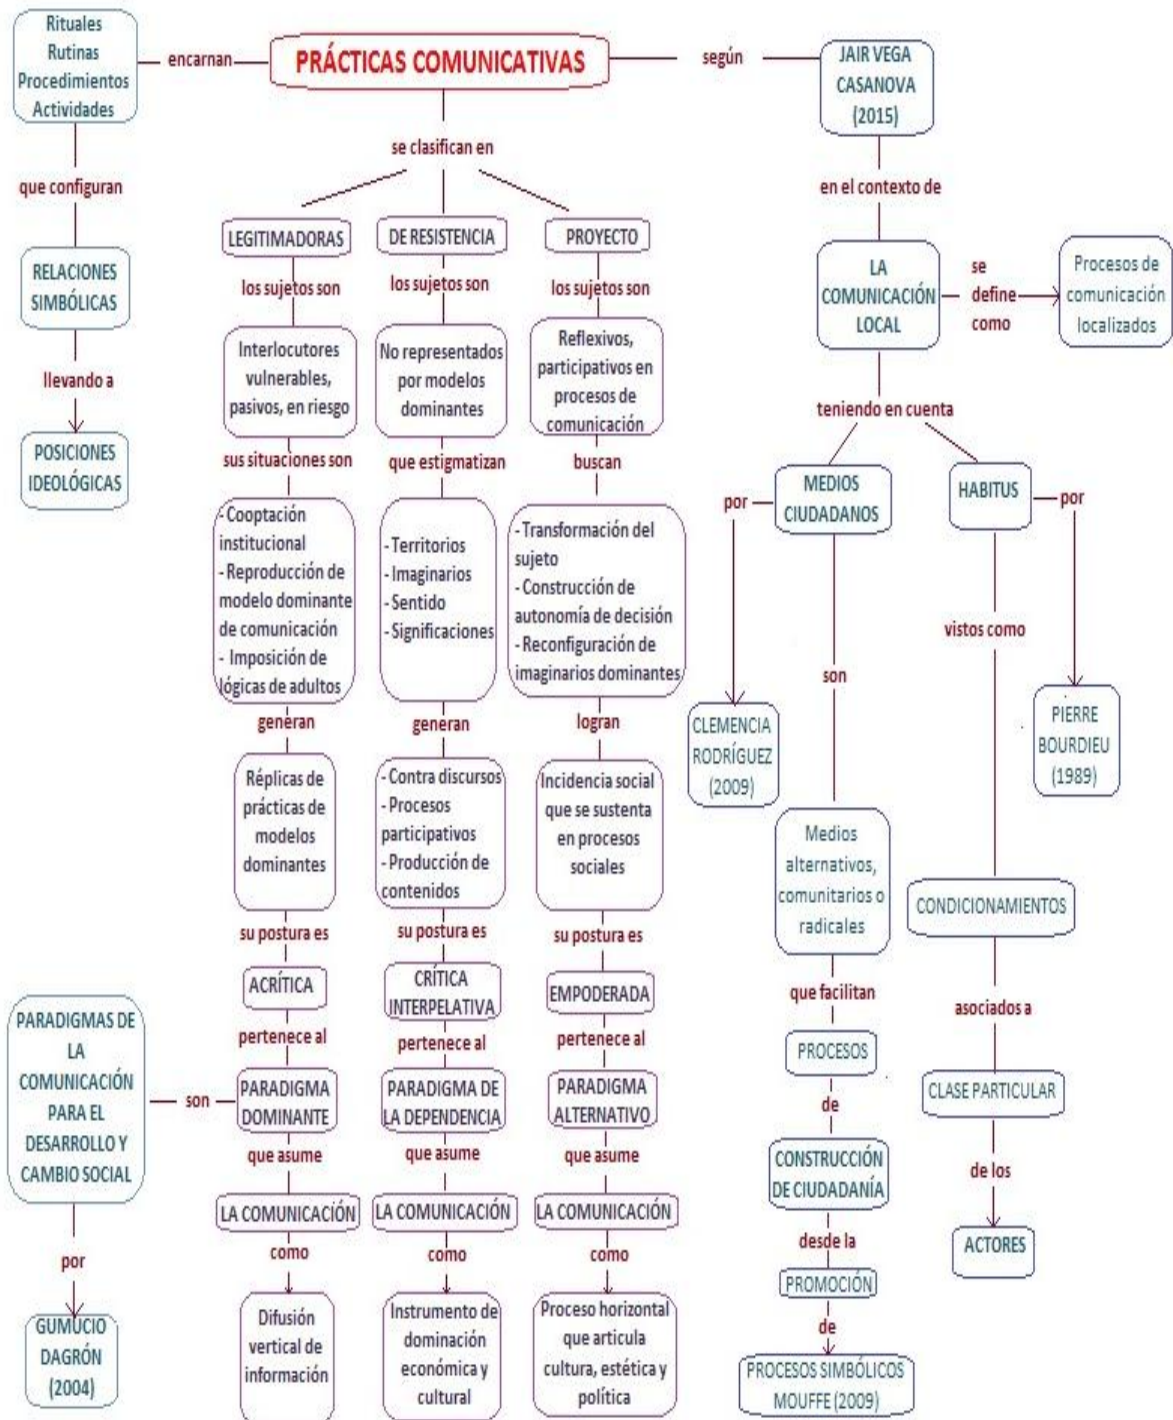 Rituales
Rutinas
Procedimientos
Actividades
encarnan
PRÁCTICAS COMUNICATIVAS
según
JAIR VEGA
CASANOVA
(2015)
que configuran
RELACIONES
SIMBÓLICAS
llevando a
POSICIONES
IDEOLÓGICAS
se clasifican en
LEGITIMADORAS
los sujetos son
Interlocutores
vulnerables,
pasivos, en riesgo
sus situaciones son
- Cooptación
institucional
- Reproducción de
modelo dominante
de comunicación
- Imposición de
lógicas de adultos
generan
Réplicas de
prácticas de
modelos
dominantes
su postura es
ACRÍTICA
pertenece al
PARADIGMA
DOMINANTE
que asume
LA COMUNICACIÓN
como
Difusión
vertical de
información
DE RESISTENCIA
los sujetos son
No representados
por modelos
dominantes
que estigmatizan
- Territorios
- Imaginarios
- Sentido
- Significaciones
generan
- Contra discursos
- Procesos
participativos
- Producción de
contenidos
su postura es
CRÍTICA
INTERPELATIVA
pertenece al
PARADIGMA DE
LA DEPENDENCIA
que asume
LA COMUNICACIÓN
como
Instrumento de
dominación
económica y
cultural
PROYECTO
los sujetos son
Reflexivos,
participativos en
procesos de
comunicación
buscan
- Transformación del
sujeto
- Construcción de
autonomía de decisión
- Reconfiguración de
imaginarios dominantes
logran
Incidencia social
que se sustenta
en procesos
sociales
su postura es
EMPODERADA
pertenece al
PARADIGMA
ALTERNATIVO
que asume
LA COMUNICACIÓN
como
Proceso horizontal
que articula
cultura, estética y
política
PARADIGMAS DE
LA
COMUNICACIÓN
PARA EL
DESARROLLO Y
CAMBIO SOCIAL
son
por
GUMUCIO
DAGRÓN
(2004)
en el contexto de
LA
COMUNICACIÓN
LOCAL
se
define
como
Procesos de
comunicación
localizados
teniendo en cuenta
MEDIOS
CIUDADANOS
por
CLEMENCIA
RODRÍGUEZ
(2009)
son
Medios
alternativos,
comunitarios o
radicales
que facilitan
PROCESOS
de
CONSTRUCCIÓN
DE CIUDADANÍA
desde la
PROMOCIÓN
de
PROCESOS SIMBÓLICOS
MOUFFE (2009)
HABITUS
por
PIERRE
BOURDIEU
(1989)
vistos como
CONDICIONAMIENTOS
asociados a
CLASE PARTICULAR
de los
ACTORES